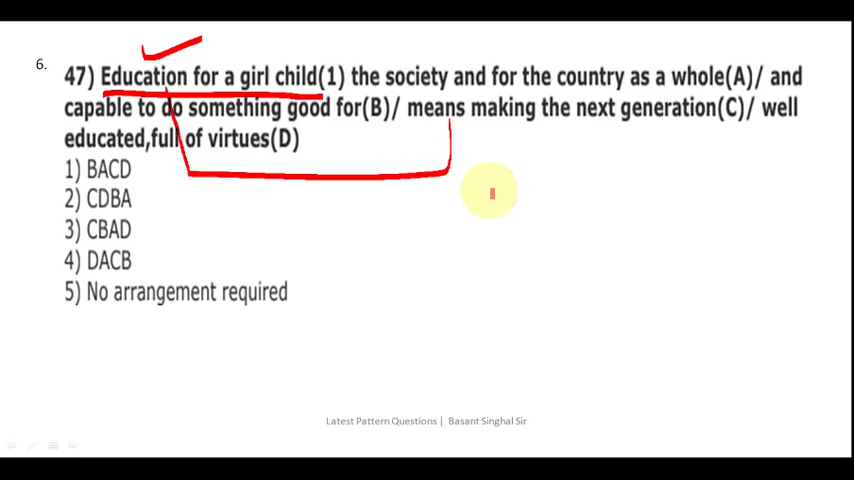 6.
47) Education for a girl child(1) the society and for the country as a whole(A)/ and
capable to do something good for(B)/ means making the next generation(C)/ well
educated,full of virtues(D)
1) BACD
2) CDBA
3) CBAD
4) DACB
5) No arrangement required
Latest Pattern Questions | Basant Singhal Sir